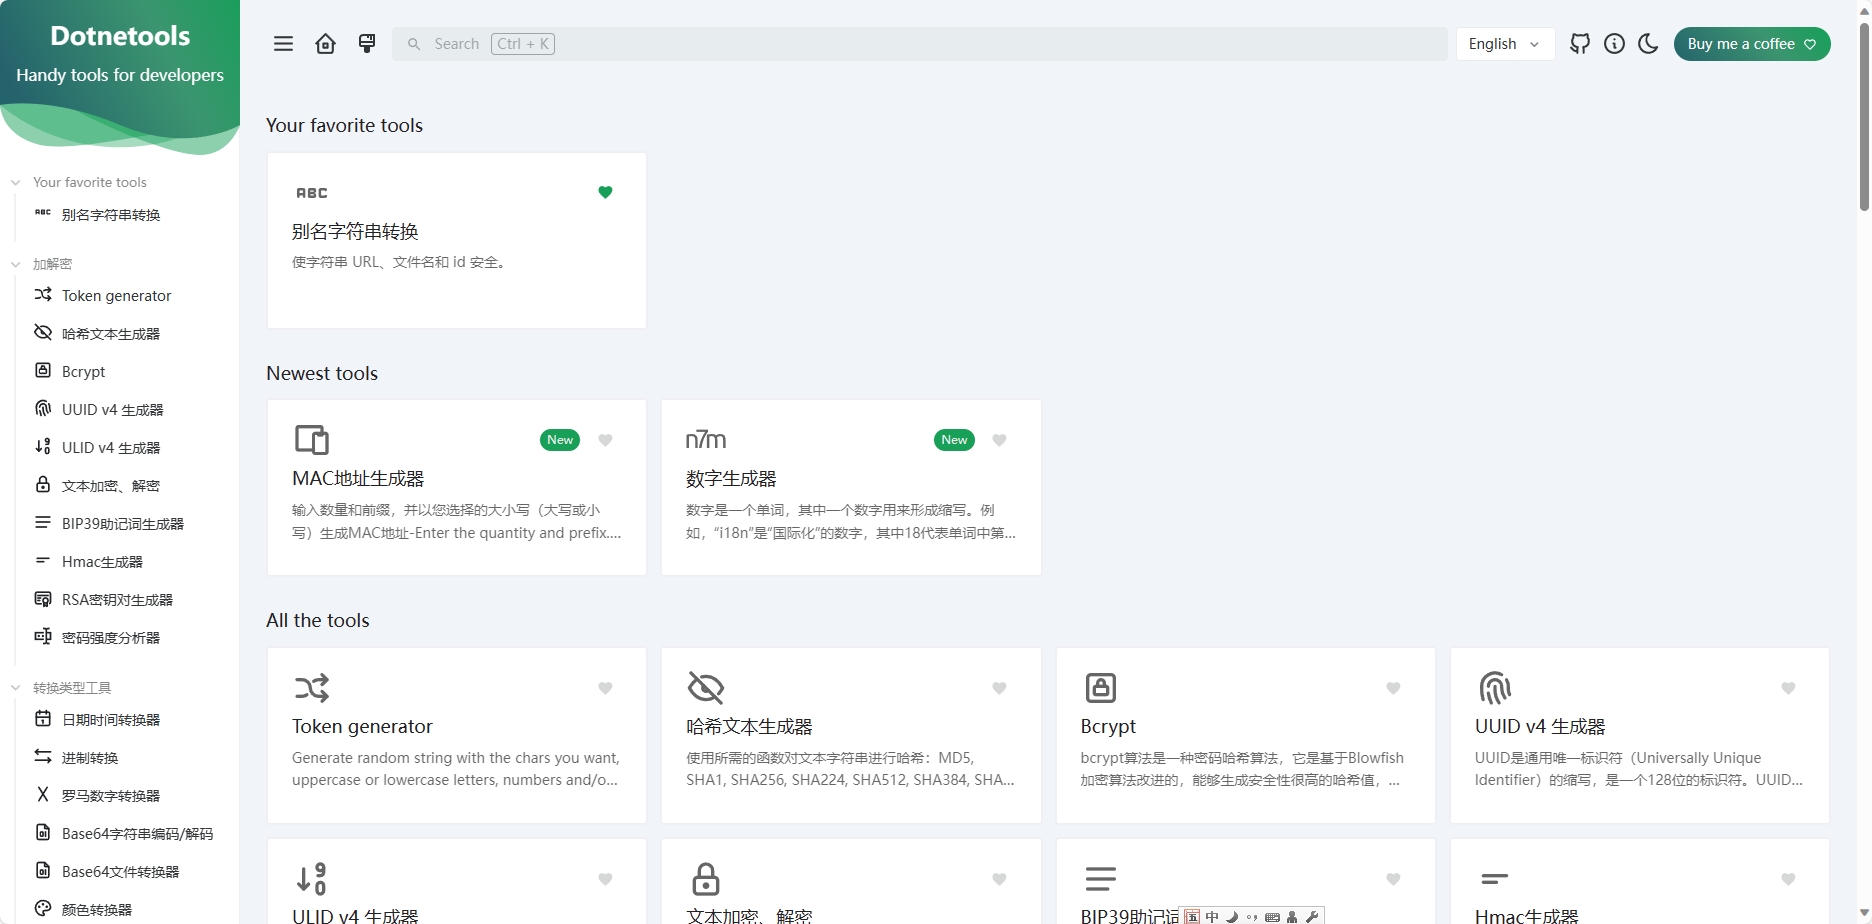 Dotnetools
Handy tools for developers
Search Ctrl + K
English
Buy me a coffee
Your favorite tools
ABC 别名字符串转换
加解密
Token generator
哈希文本生成器
Bcrypt
UUID v4 生成器
ULID v4 生成器
文本加密、解密
BIP39助记词生成器
Hmac生成器
RSA密钥对生成器
密码强度分析器
转换类型工具
日期时间转换器
进制转换
罗马数字转换器
Base64字符串编码/解码
Base64文件转换器
颜色转换器
Your favorite tools
ABC
别名字符串转换
使字符串 URL、文件名和 id 安全。
Newest tools
New
MAC地址生成器
输入数量和前缀，并以您选择的大小写（大写或小
写）生成MAC地址-Enter the quantity and prefix....
n7m New
数字生成器
数字是一个单词，其中一个数字用来形成缩写。例
如，“i18n”是“国际化”的数字，其中18代表单词中第...
All the tools
Token generator
Generate random string with the chars you want,
uppercase or lowercase letters, numbers and/o...
哈希文本生成器
使用所需的函数对文本字符串进行哈希：MD5,
SHA1, SHA256, SHA224, SHA512, SHA384, SHA...
Bcrypt
bcrypt算法是一种密码哈希算法，它是基于Blowfish
加密算法改进的，能够生成安全性很高的哈希值，...
UUID v4 生成器
UUID是通用唯一标识符（Universally Unique
Identifier）的缩写，是一个128位的标识符。UUID...
9
0
ULID v4 生成器
文本加密、解密
BIP39助记词
Hmac生成器
五 中